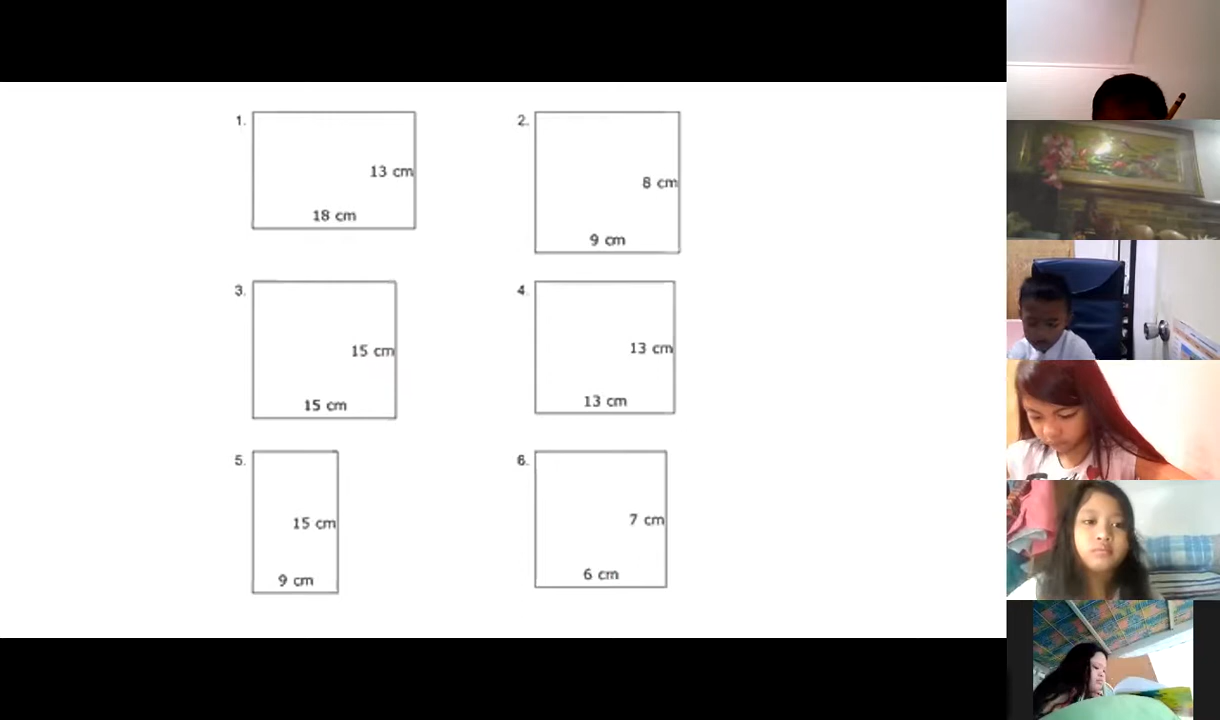 1.
13 cm
18 cm
2.
8 cm
9 cm
3.
15 cm
15 cm
4.
13 cm
13 cm
5.
15 cm
9 cm
6.
7 cm
6 cm